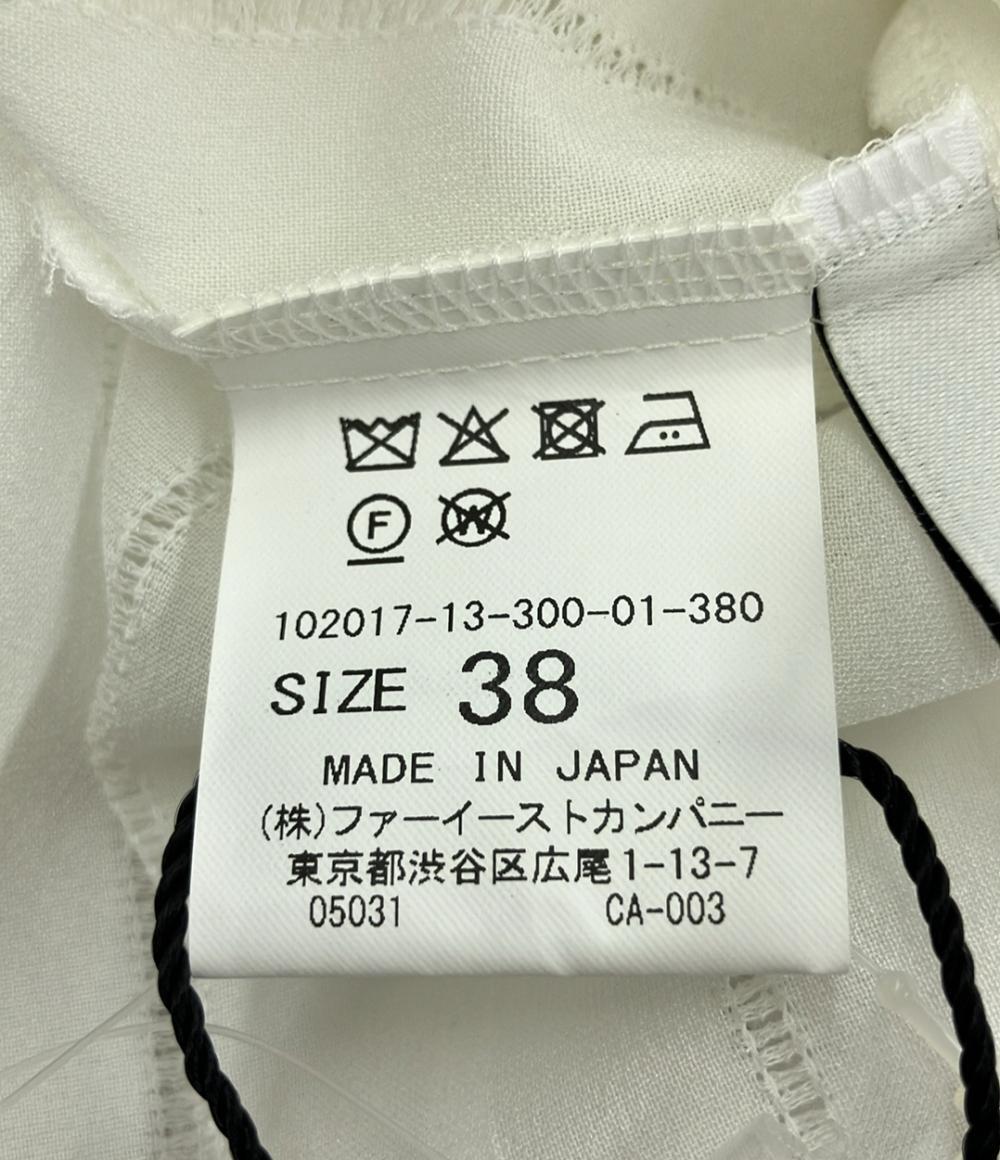 F W
102017-13-300-01-380
SIZE 38
MADE IN JAPAN
(株)ファーイーストカンパニー
東京都渋谷区広尾1-13-7
05031 CA-003